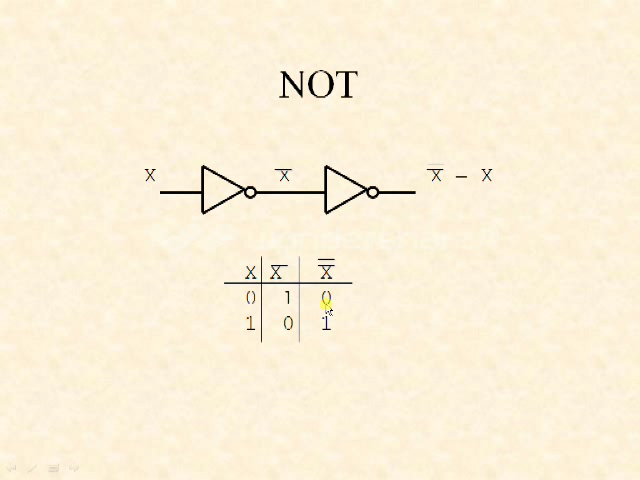 NOT
X X̅ X̿ – X
X X̅ X̿
0 1 0
1 0 1